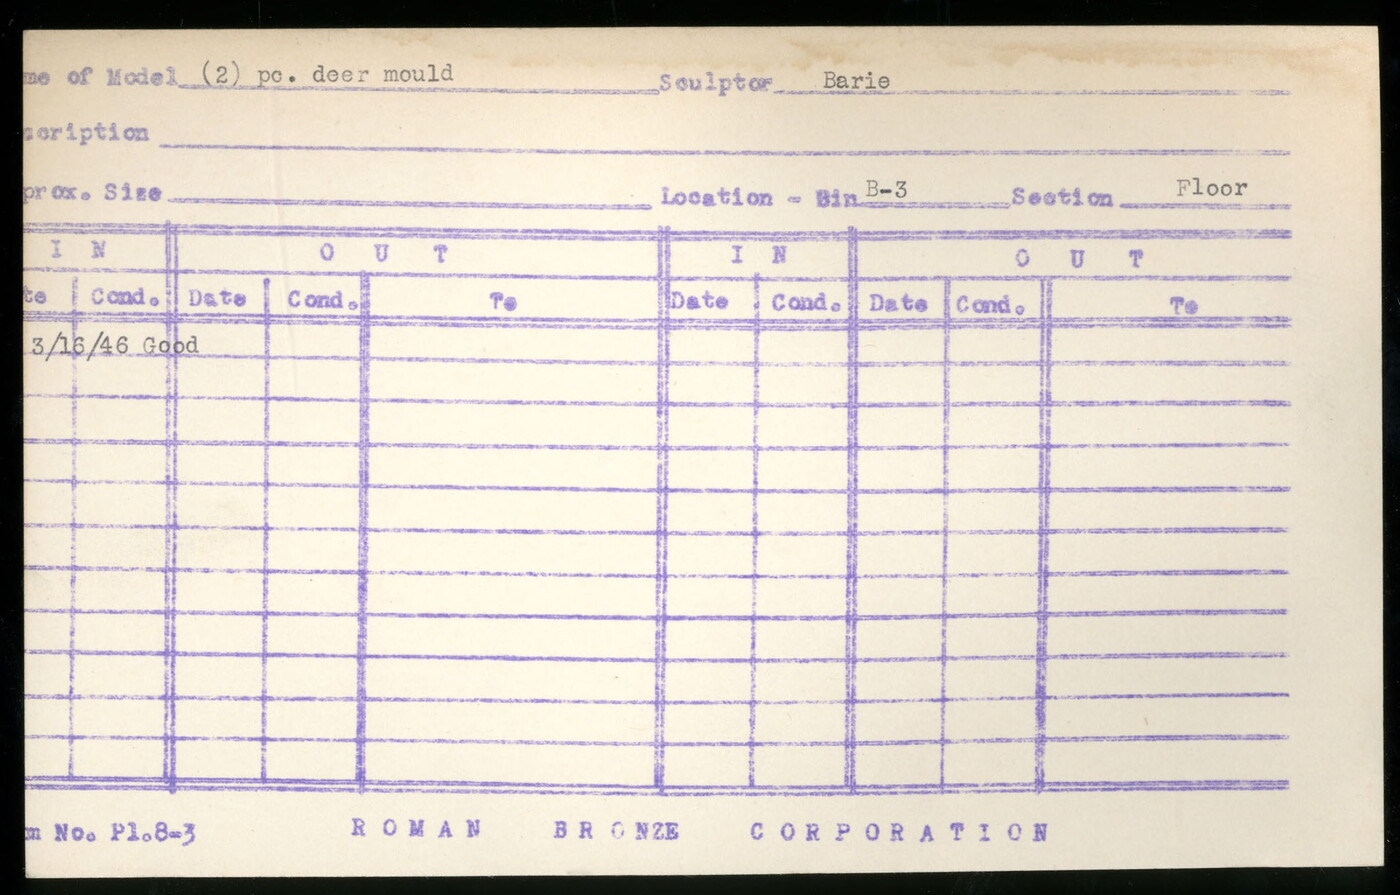 me of Model (2) pc. deer mould Sculptor Barie
scription
prox. Size Location - Bin B-3 Section Floor
I N O U T I N O U T
te Cond. Date Cond. To Date Cond. Date Cond. To
3/16/46 Good
m No. Pl.8-3 ROMAN BRONZE CORPORATION